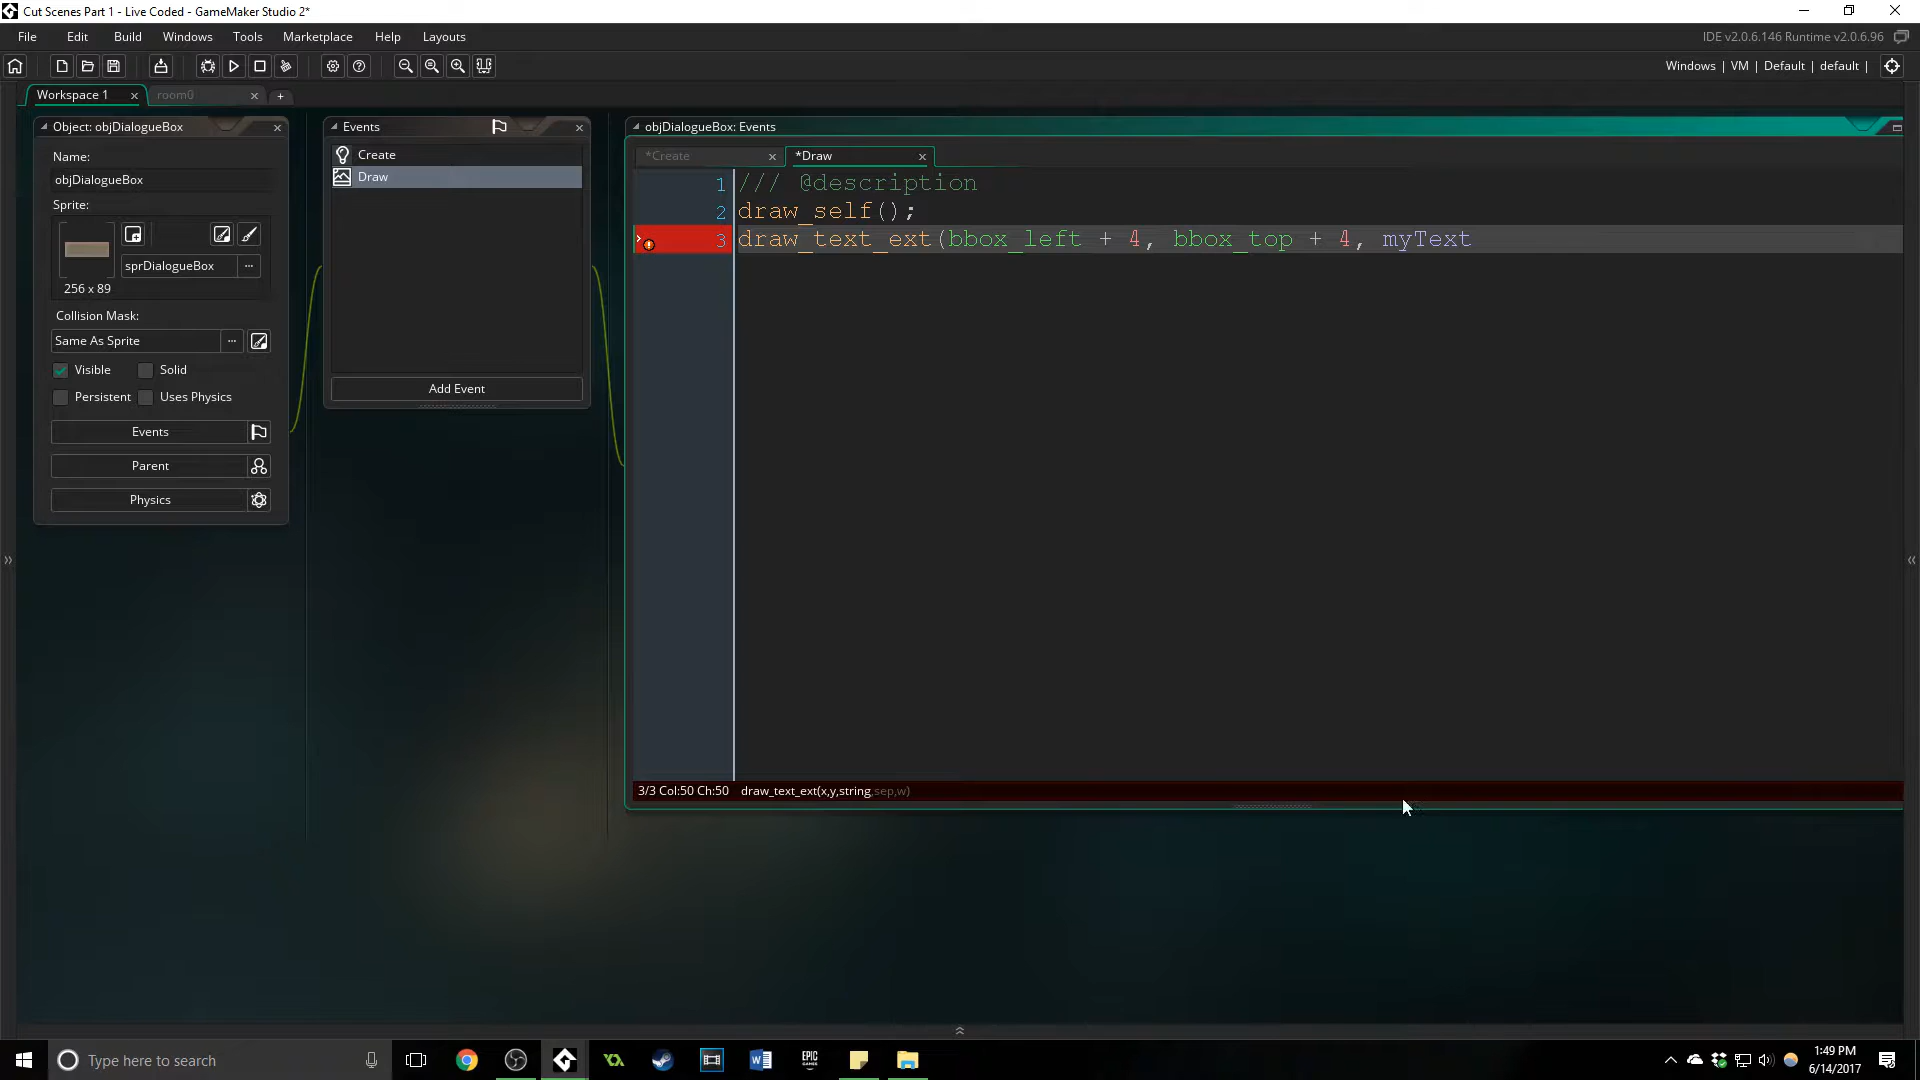 Cut Scenes Part 1 - Live Coded - GameMaker Studio 2*
File Edit Build Windows Tools Marketplace Help Layouts
IDE v2.0.6.146 Runtime v2.0.6.96
Windows | VM | Default | default |
Workspace 1 room0
Object: objDialogueBox
Name:
objDialogueBox
Sprite:
sprDialogueBox
256 x 89
Collision Mask:
Same As Sprite
Visible Solid
Persistent Uses Physics
Events
Parent
Physics
Events
Create
Draw
Add Event
objDialogueBox: Events
*Create *Draw
1 /// @description
2 draw_self();
3 draw_text_ext(bbox_left + 4, bbox_top + 4, myText
3/3 Col:50 Ch:50 draw_text_ext(x,y,string,sep,w)
Type here to search
EPIC GAMES
1:49 PM
6/14/2017